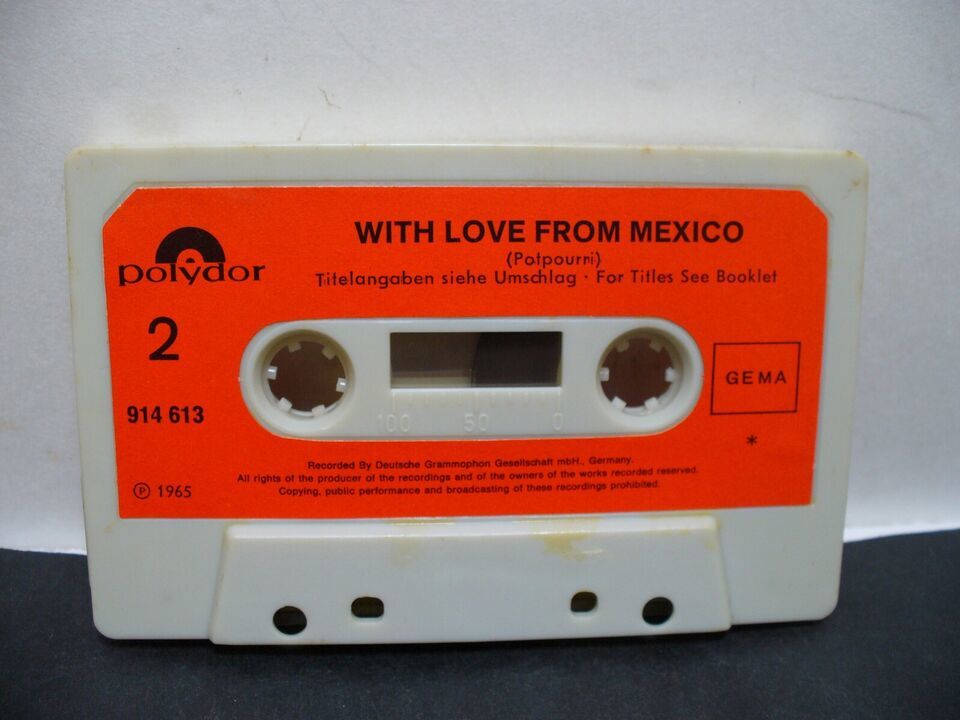 WITH LOVE FROM MEXICO
(Potpourri)
Titelangaben siehe Umschlag · For Titles See Booklet
polydor
2
914 613
GEMA
*
100 50 0
Recorded By Deutsche Grammophon Gesellschaft mbH., Germany.
All rights of the producer of the recordings and of the owners of the works recorded reserved.
Copying, public performance and broadcasting of these recordings prohibited.
℗ 1965